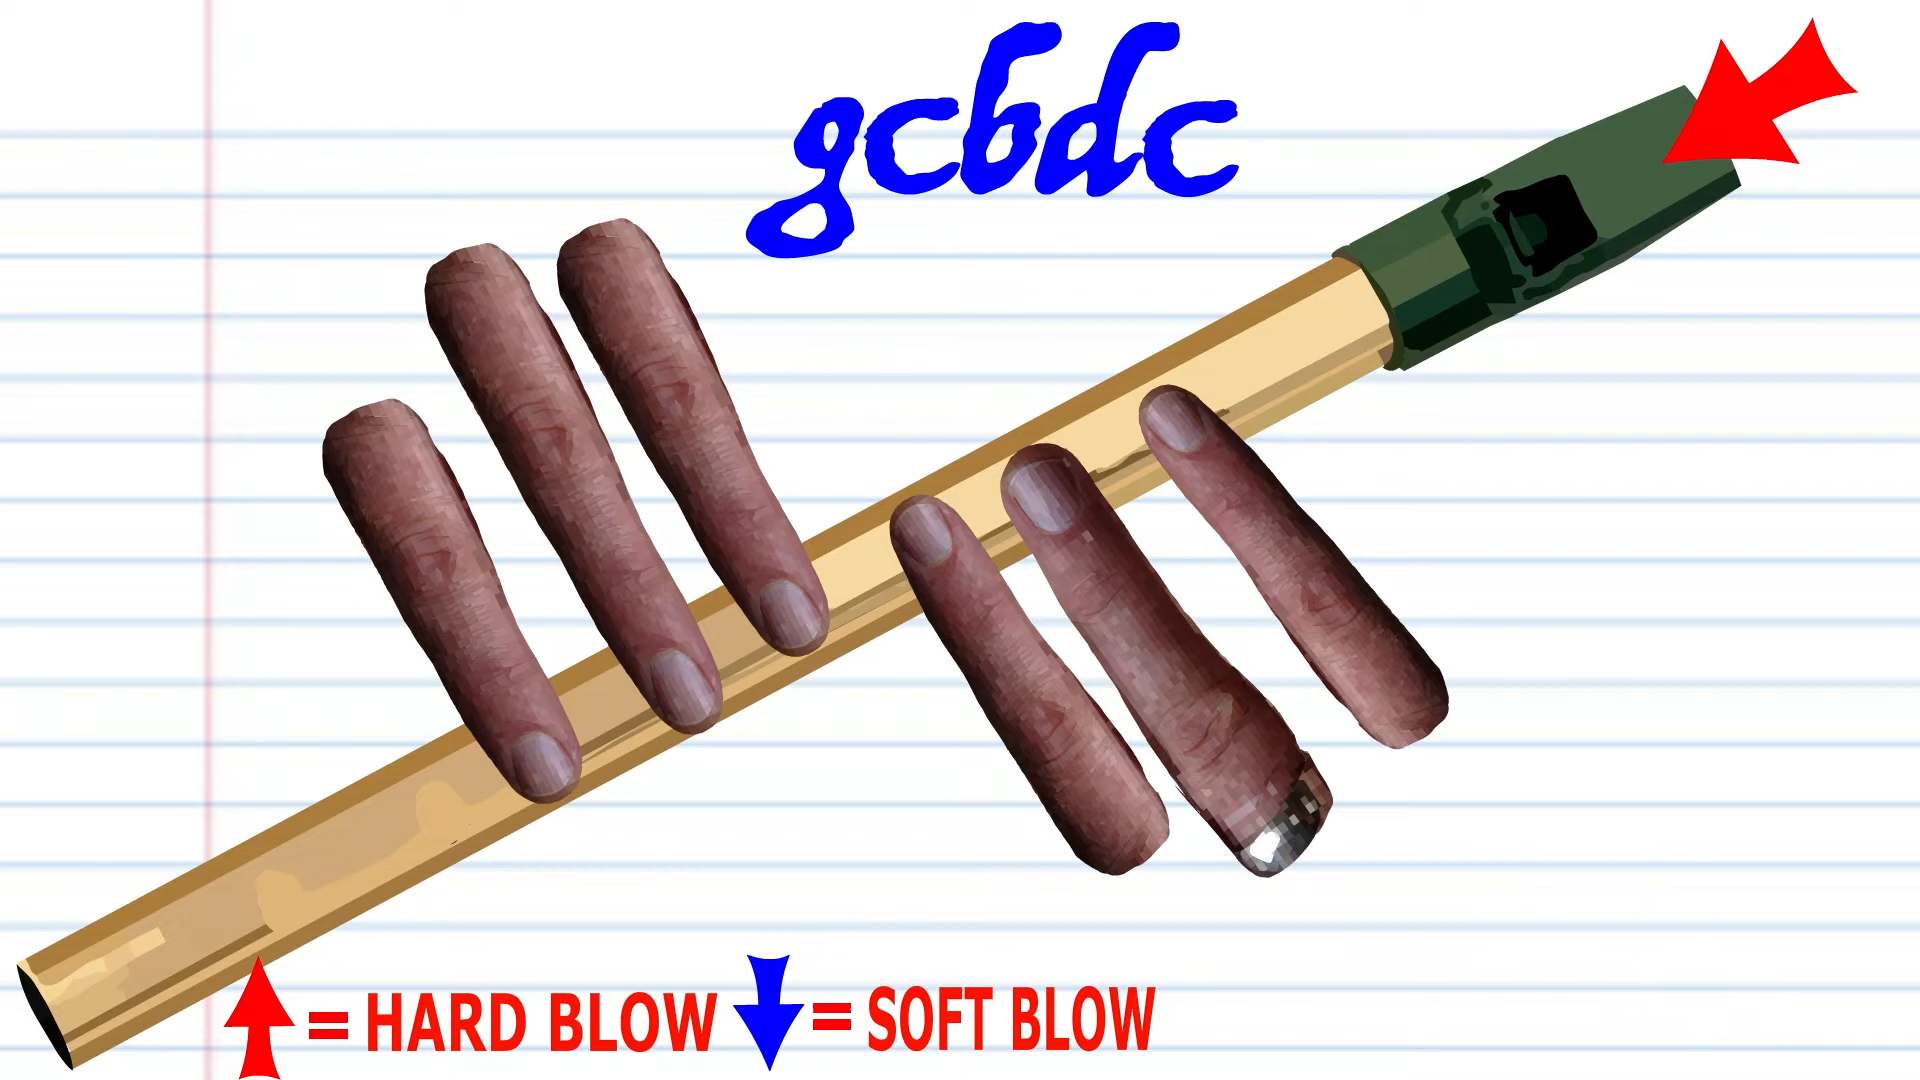 gcbdc
= HARD BLOW = SOFT BLOW